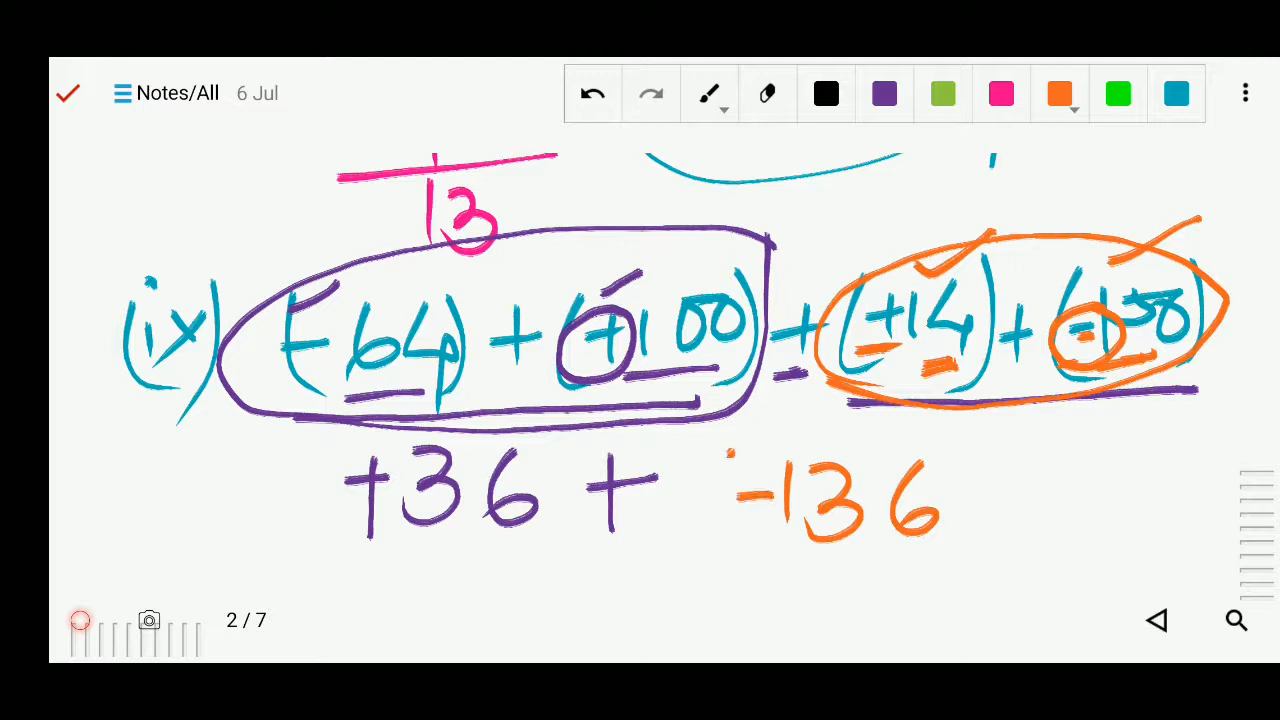 Notes/All 6 Jul
13
(ix) (-64) + (+100) + (+14) + (-150)
+36 + -136
2 / 7